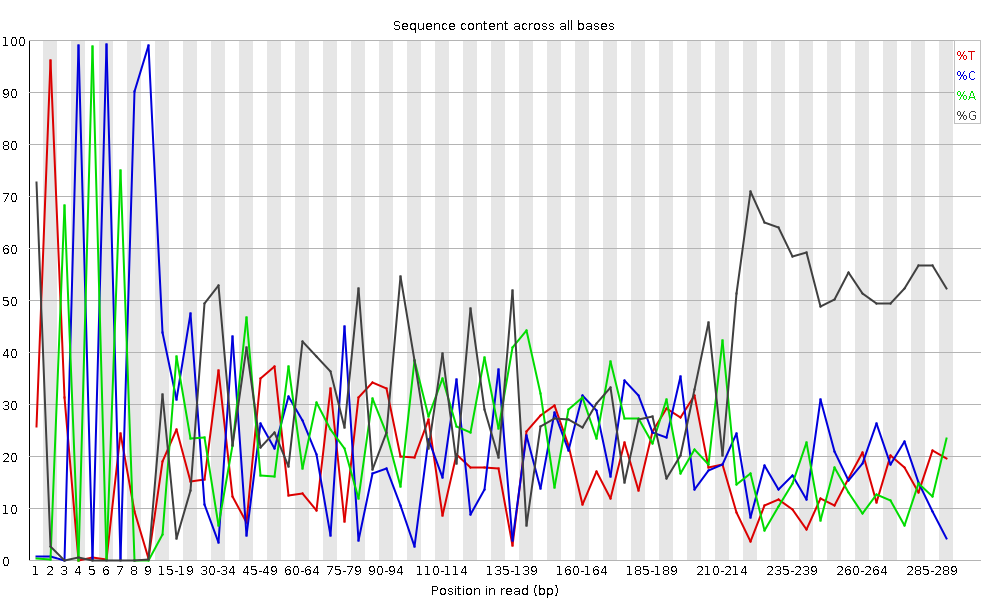 Sequence content across all bases
100
90
80
70
60
50
40
30
20
10
0
%T
%C
%A
%G
1 2 3 4 5 6 7 8 9 15-19 30-34 45-49 60-64 75-79 90-94 110-114 135-139 160-164 185-189 210-214 235-239 260-264 285-289
Position in read (bp)